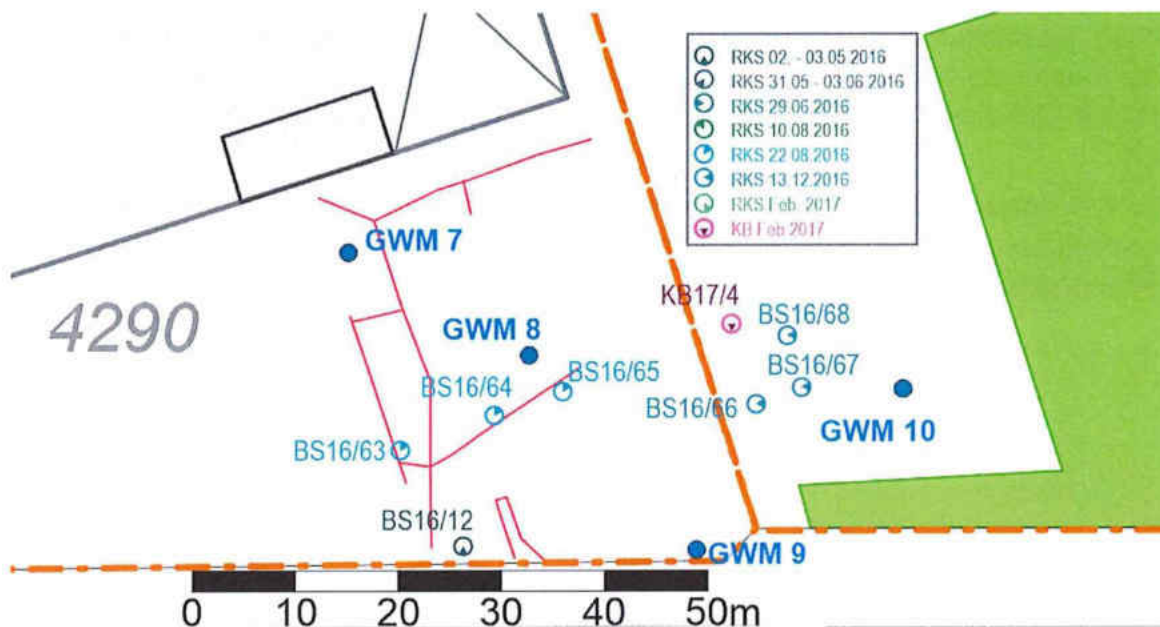 RKS 02. - 03.05.2016
RKS 31.05 - 03.06.2016
RKS 29.06.2016
RKS 10.08.2016
RKS 22.08.2016
RKS 13.12.2016
RKS Feb. 2017
KB Feb 2017
GWM 7
4290
KB17/4
BS16/68
GWM 8
BS16/65
BS16/64
BS16/67
BS16/66
GWM 10
BS16/63
BS16/12
GWM 9
0 10 20 30 40 50m